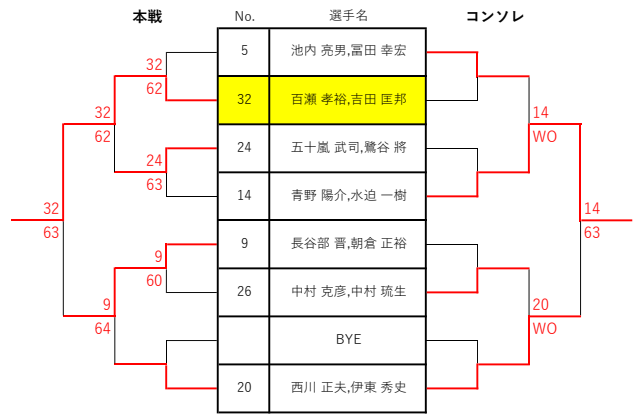 本戦 No. 選手名 コンソレ
5 池内 亮男,冨田 幸宏
32
62 32 百瀬 孝裕,吉田 匡邦
32 14
62 24 五十嵐 武司,鷺谷 將 WO
24
63 14 青野 陽介,水迫 一樹
32 14
63 9 長谷部 晋,朝倉 正裕 63
9
60 26 中村 克彦,中村 琉生
9 20
64 BYE WO
20 西川 正夫,伊東 秀史